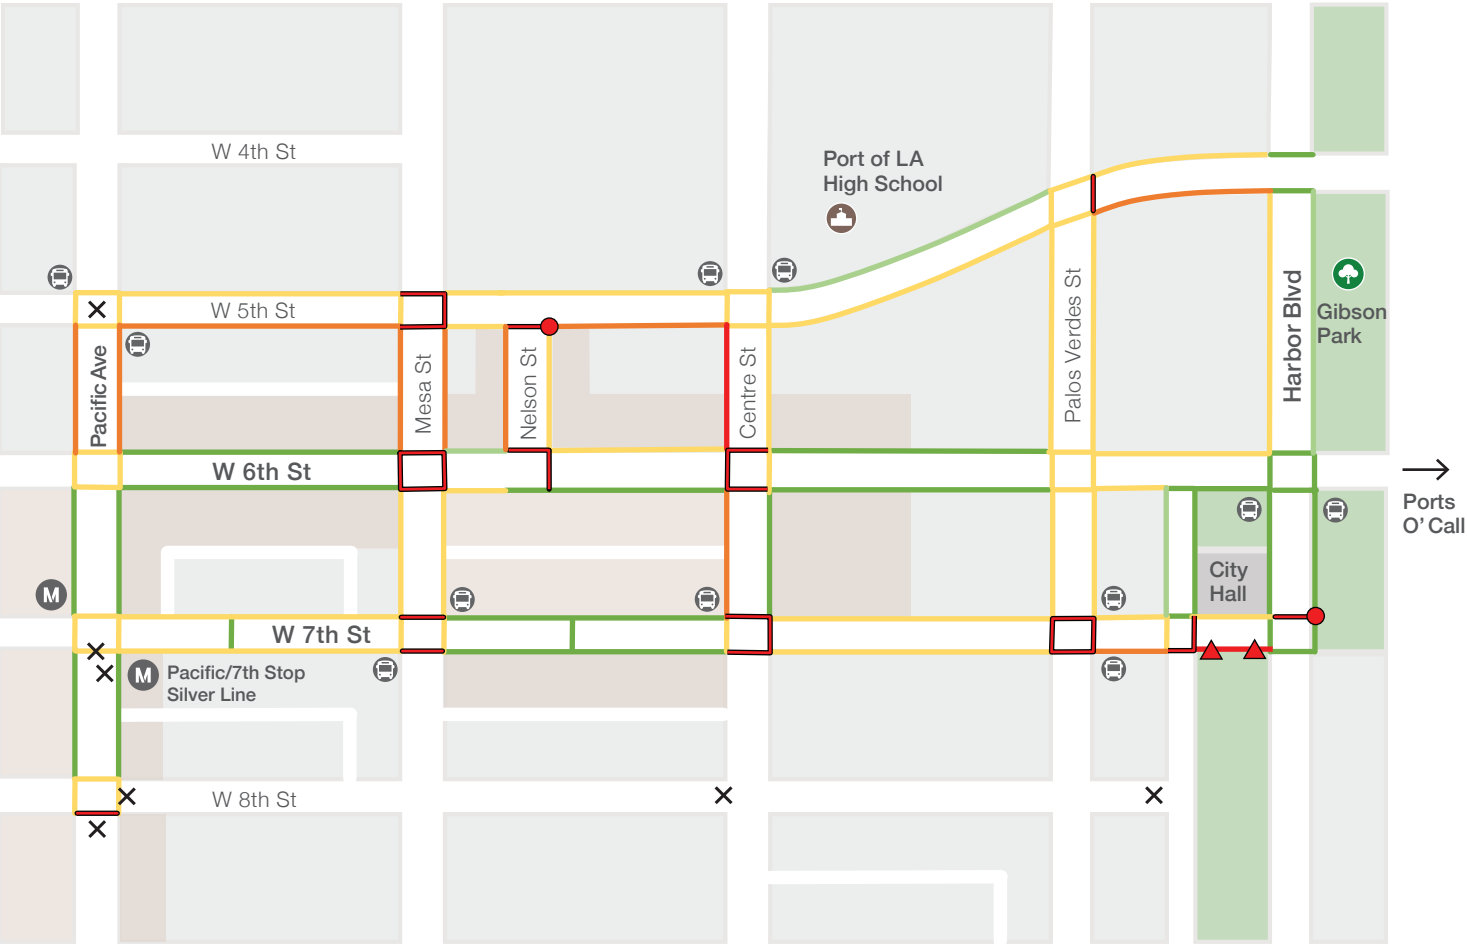 W 4th St
Port of LA
High School
W 5th St
Pacific Ave
Mesa St
Nelson St
Centre St
Palos Verdes St
Harbor Blvd
Gibson
Park
W 6th St
Ports
O' Call
City
Hall
M
W 7th St
M
Pacific/7th Stop
Silver Line
W 8th St